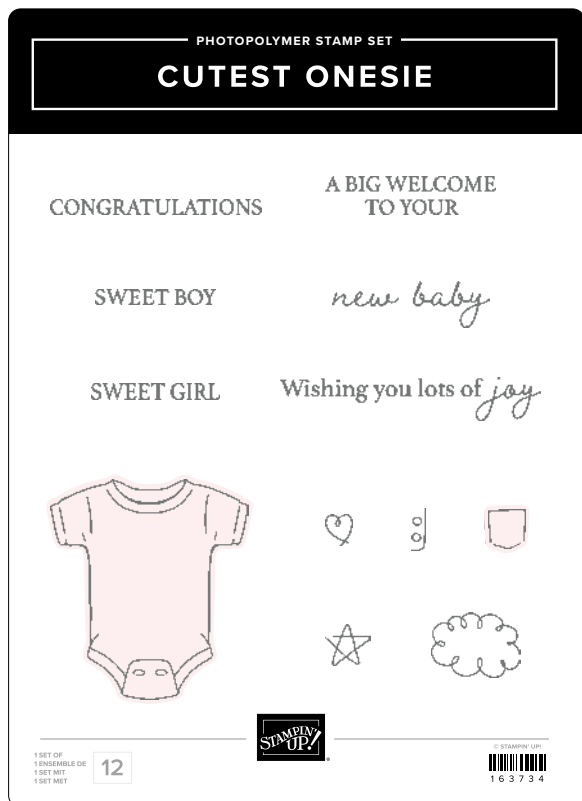 PHOTOPOLYMER STAMP SET
CUTEST ONESIE
CONGRATULATIONS
A BIG WELCOME
TO YOUR
SWEET BOY
new baby
SWEET GIRL
Wishing you lots of joy
STAMPIN'
UP!®
1 SET OF
1 ENSEMBLE DE
1 SET MIT
1 SET MET
12
© STAMPIN' UP!
163734